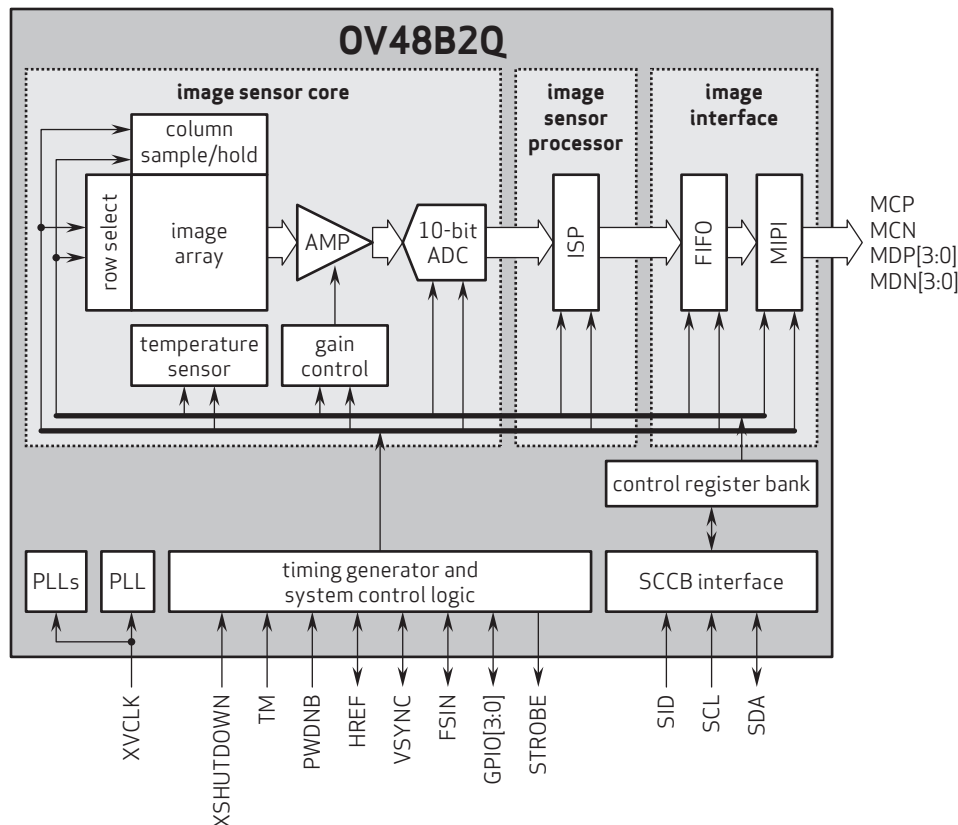 OV48B2Q
image sensor core
image
sensor
processor
image
interface
column
sample/hold
row select
image
array
AMP
10-bit
ADC
ISP
FIFO
MIPI
MCP
MCN
MDP[3:0]
MDN[3:0]
temperature
sensor
gain
control
control register bank
PLLs
PLL
timing generator and
system control logic
SCCB interface
XVCLK
XSHUTDOWN
TM
PWDNB
HREF
VSYNC
FSIN
GPIO[3:0]
STROBE
SID
SCL
SDA